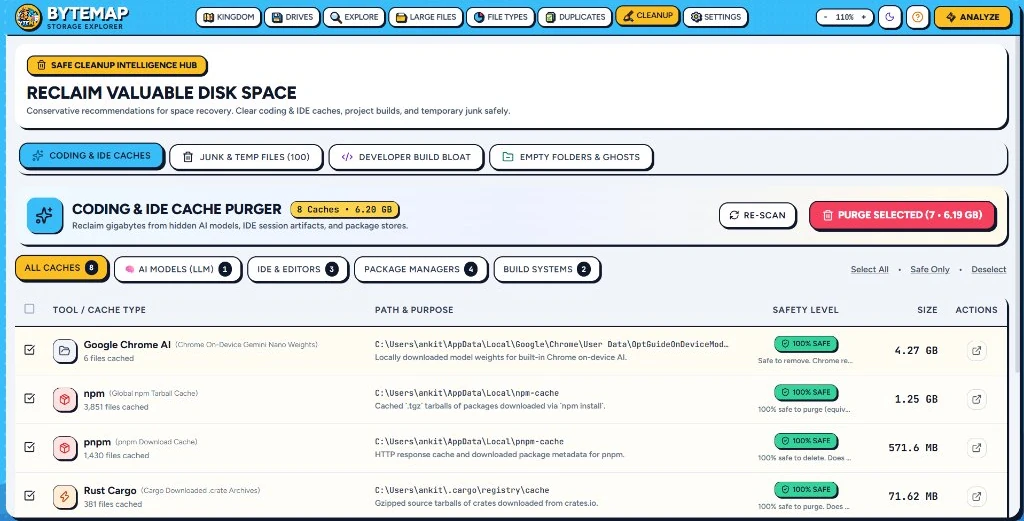 BYTEMAP
STORAGE EXPLORER
KINGDOM DRIVES EXPLORE LARGE FILES FILE TYPES DUPLICATES CLEANUP SETTINGS
- 110% +
ANALYZE
SAFE CLEANUP INTELLIGENCE HUB
RECLAIM VALUABLE DISK SPACE
Conservative recommendations for space recovery. Clear coding & IDE caches, project builds, and temporary junk safely.
CODING & IDE CACHES JUNK & TEMP FILES (100) DEVELOPER BUILD BLOAT EMPTY FOLDERS & GHOSTS
CODING & IDE CACHE PURGER 8 Caches • 6.20 GB
Reclaim gigabytes from hidden AI models, IDE session artifacts, and package stores.
RE-SCAN PURGE SELECTED (7 • 6.19 GB)
ALL CACHES 8 AI MODELS (LLM) 1 IDE & EDITORS 3 PACKAGE MANAGERS 4 BUILD SYSTEMS 2
Select All • Safe Only • Deselect
TOOL / CACHE TYPE PATH & PURPOSE SAFETY LEVEL SIZE ACTIONS
Google Chrome AI (Chrome On-Device Gemini Nano Weights)
6 files cached
C:\Users\ankit\AppData\Local\Google\Chrome\User Data\OptGuideOnDeviceMod…
Locally downloaded model weights for built-in Chrome on-device AI.
100% SAFE
Safe to remove. Chrome re...
4.27 GB
npm (Global npm Tarball Cache)
3,851 files cached
C:\Users\ankit\AppData\Local\npm-cache
Cached `.tgz` tarballs of packages downloaded via `npm install`.
100% SAFE
100% safe to purge (equiv...
1.25 GB
pnpm (pnpm Download Cache)
1,430 files cached
C:\Users\ankit\AppData\Local\pnpm-cache
HTTP response cache and downloaded package metadata for pnpm.
100% SAFE
100% safe to delete. Does ...
571.6 MB
Rust Cargo (Cargo Downloaded .crate Archives)
381 files cached
C:\Users\ankit\.cargo\registry\cache
Gzipped source tarballs of crates downloaded from crates.io.
100% SAFE
100% safe to purge. Does ...
71.62 MB